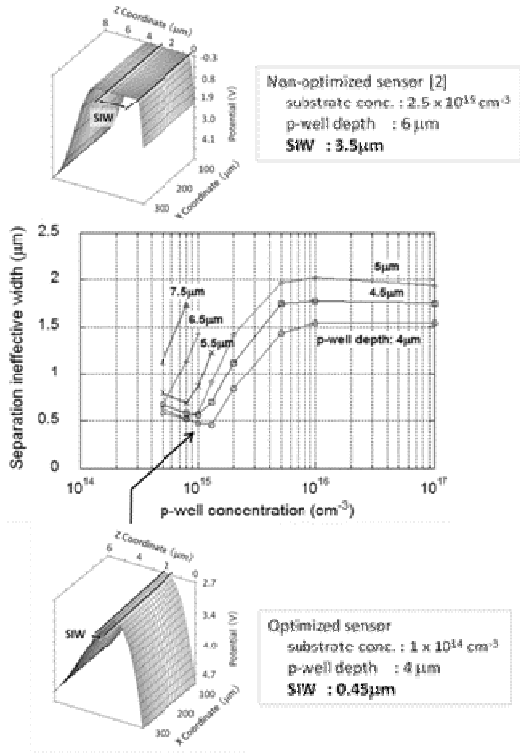 Z Coordinate (μm)
8 6 4 2 0
-0.3
0.8
1.9
3.0
4.1
Potential (V)
SIW
100
200
300
X Coordinate (μm)
Non-optimized sensor [2]
substrate conc. : 2.5 x 10¹⁵ cm⁻³
p-well depth : 6 μm
SIW : 3.5μm
Separation ineffective width (μm)
2.5
2
1.5
1
0.5
0
7.5μm
6.5μm
5.5μm
5μm
4.5μm
p-well depth: 4μm
10¹⁴ 10¹⁵ 10¹⁶ 10¹⁷
p-well concentration (cm⁻³)
Z Coordinate (μm)
6 4 2 0
2.7
3.4
4.0
4.7
Potential (V)
SIW
100
200
300
X Coordinate (μm)
Optimized sensor
substrate conc. : 1 x 10¹⁴ cm⁻³
p-well depth : 4 μm
SIW : 0.45μm